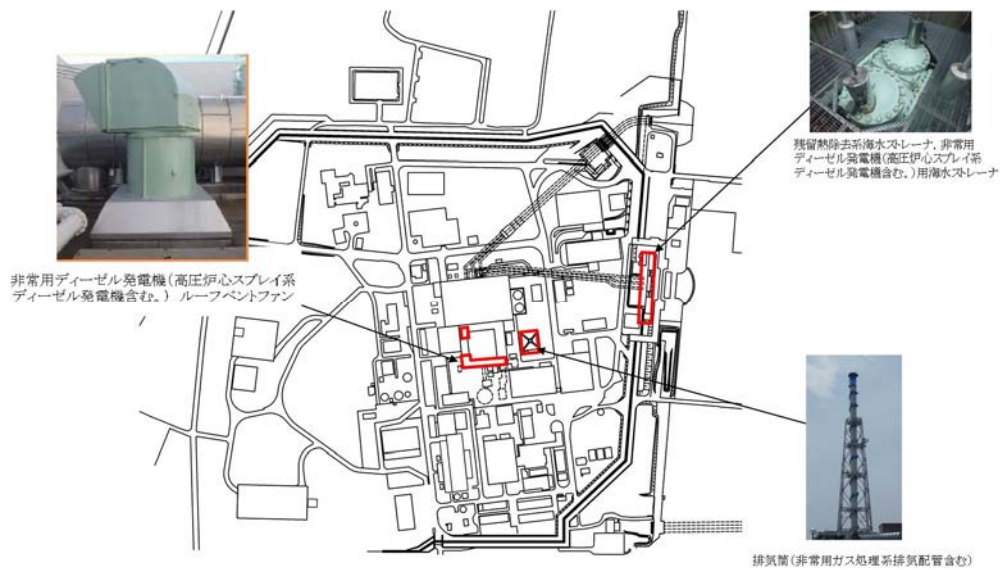 残留熱除去系海水ストレーナ，非常用
ディーゼル発電機（高圧炉心スプレイ系
ディーゼル発電機含む。）用海水ストレーナ
非常用ディーゼル発電機（高圧炉心スプレイ系
ディーゼル発電機含む。） ルーフベントファン
排気筒（非常用ガス処理系排気配管含む）